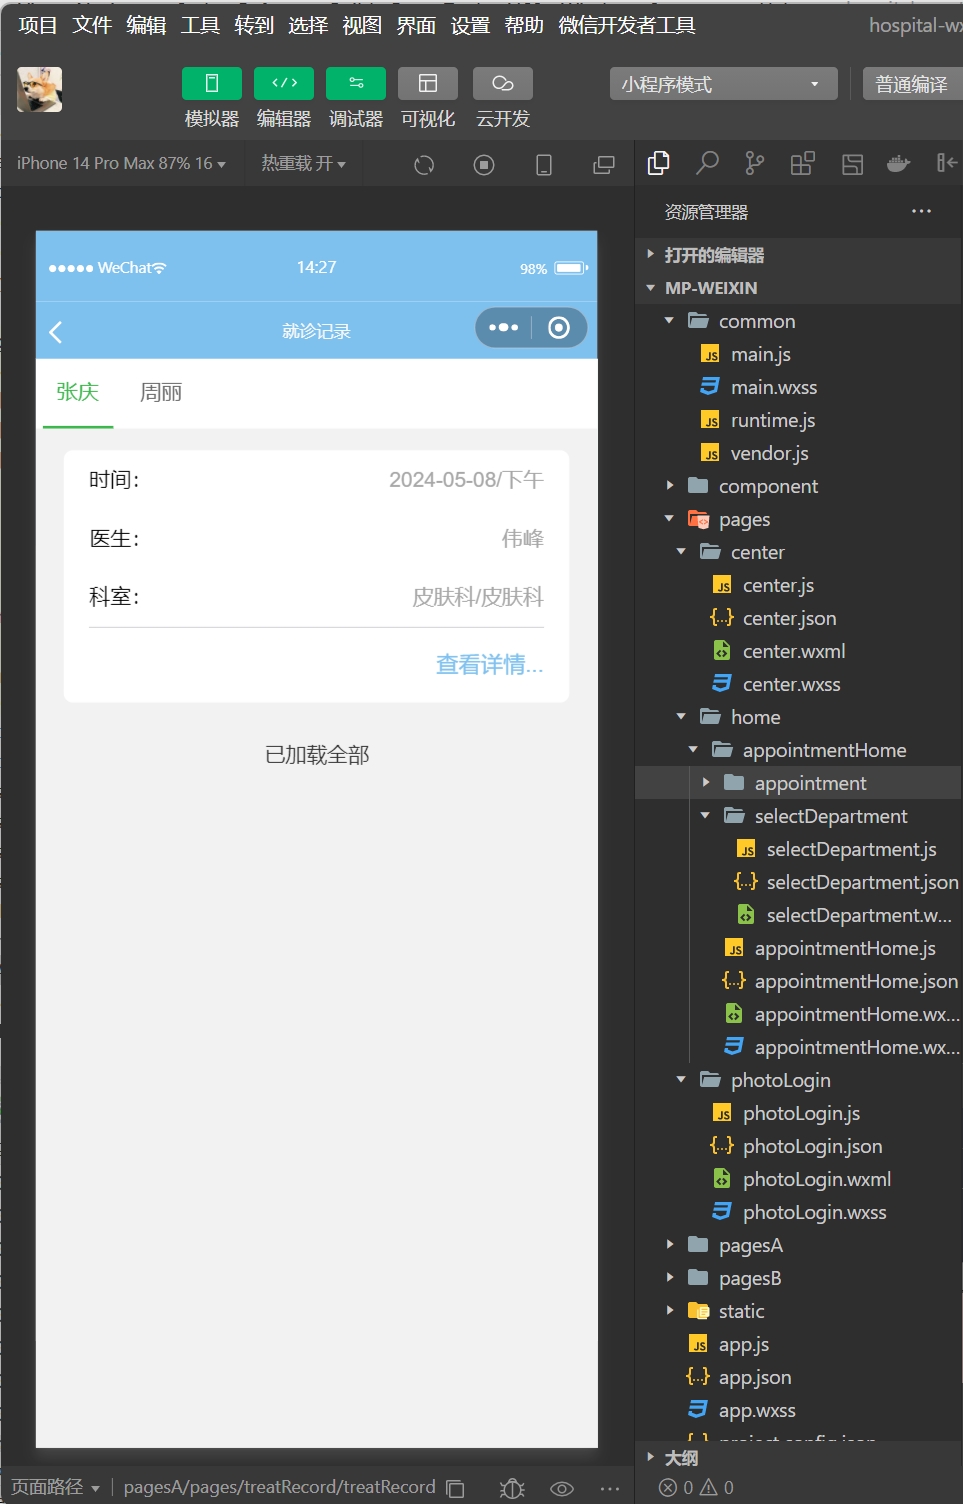 项目 文件 编辑 工具 转到 选择 视图 界面 设置 帮助 微信开发者工具 hospital-wx
模拟器 编辑器 调试器 可视化 云开发
小程序模式 普通编译
iPhone 14 Pro Max 87% 16 热重载 开
WeChat 14:27 98%
就诊记录
张庆 周丽
时间: 2024-05-08/下午
医生: 伟峰
科室: 皮肤科/皮肤科
查看详情...
已加载全部
页面路径 pagesA/pages/treatRecord/treatRecord
资源管理器
打开的编辑器
MP-WEIXIN
common
JS main.js
main.wxss
JS runtime.js
JS vendor.js
component
pages
center
JS center.js
{..} center.json
center.wxml
center.wxss
home
appointmentHome
appointment
selectDepartment
JS selectDepartment.js
{..} selectDepartment.json
selectDepartment.w...
JS appointmentHome.js
{..} appointmentHome.json
appointmentHome.wx...
appointmentHome.wx...
photoLogin
JS photoLogin.js
{..} photoLogin.json
photoLogin.wxml
photoLogin.wxss
pagesA
pagesB
static
JS app.js
{..} app.json
app.wxss
大纲
0 0